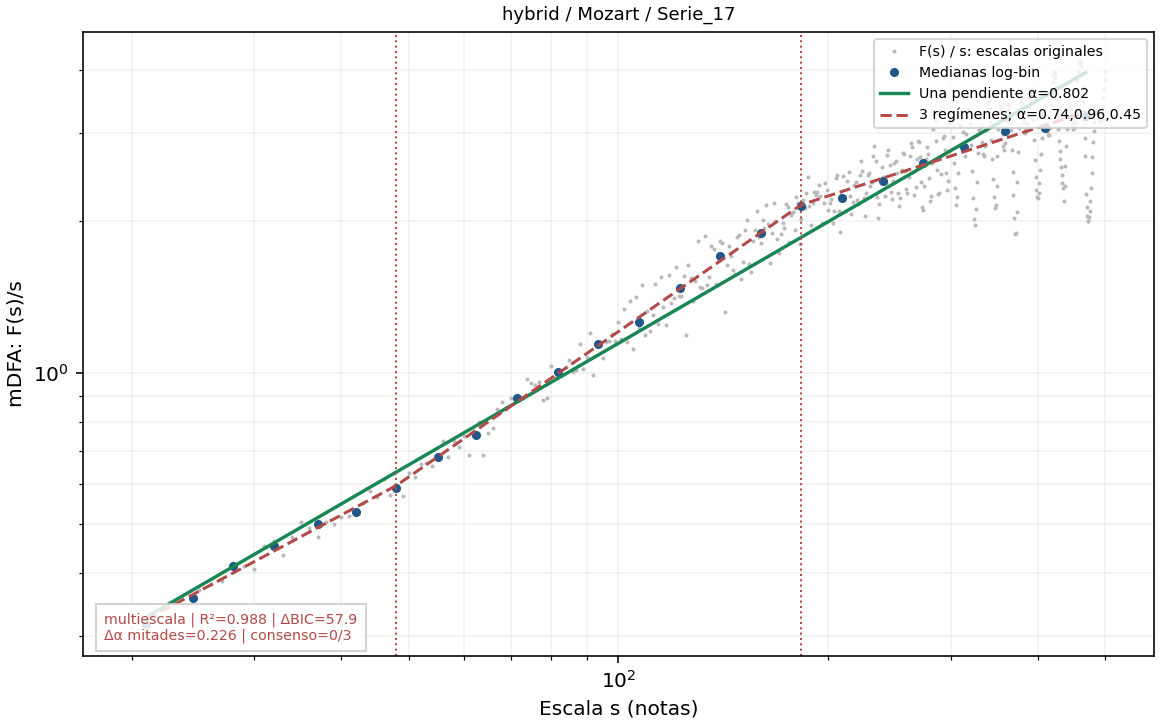 hybrid / Mozart / Serie_17
F(s) / s: escalas originales
Medianas log-bin
Una pendiente α=0.802
3 regímenes; α=0.74,0.96,0.45
mDFA: F(s)/s
10⁰
multiescala | R²=0.988 | ΔBIC=57.9
Δα mitades=0.226 | consenso=0/3
10²
Escala s (notas)